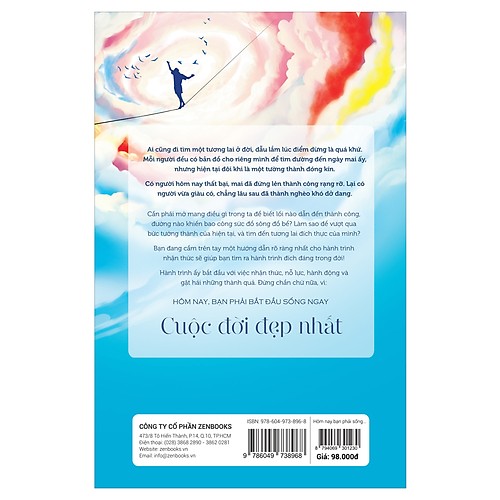 Ai cũng đi tìm một tương lai ở đời, dẫu lắm lúc điểm dừng là quá khứ.
Mỗi người đều có bản đồ cho riêng mình để tìm đường đến ngày mai ấy,
nhưng hiện tại đôi khi là một tường thành đóng kín.
Có người hôm nay thất bại, mai đã đứng lên thành công rạng rỡ. Lại có
người vừa giàu có, chẳng lâu sau đã thành nghèo khó dở dang.
Cần phải mở mang điều gì trong ta để biết lối nào dẫn đến thành công,
đường nào khiến bao công sức đổ sông đổ bể? Làm sao để vượt qua
bức tường thành của hiện tại, và tìm đến tương lai đích thực của mình?
Bạn đang cầm trên tay một hướng dẫn rõ ràng nhất cho hành trình
nhận thức sẽ giúp bạn tìm ra hành trình đích đáng trong đời!
Hành trình ấy bắt đầu với việc nhận thức, nỗ lực, hành động và
gặt hái những thành quả. Đừng chần chừ nữa, vì:
HÔM NAY, BẠN PHẢI BẮT ĐẦU SỐNG NGAY
Cuộc đời đẹp nhất
CÔNG TY CỔ PHẦN ZENBOOKS
473/8 Tô Hiến Thành, P.14, Q.10, TP.HCM
Điện thoại: (028) 3868 2890 - 3862 0281
Website: zenbooks.vn
Email: info@zenbooks.vn
ISBN: 978-604-973-896-8
9 786049 738968
Hôm nay bạn phải sống...
8 794069 301230
Giá: 98.000đ